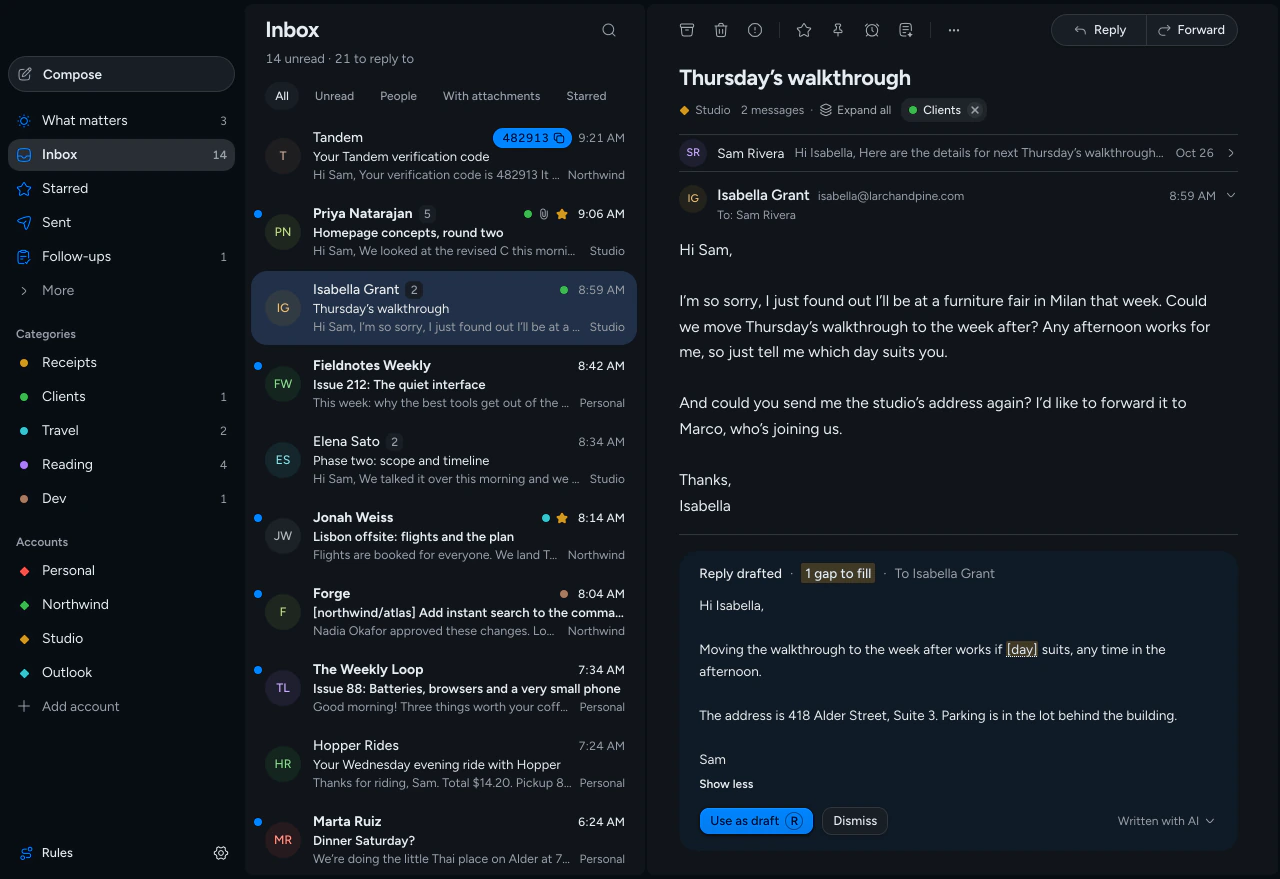 Compose
What matters 3
Inbox 14
Starred
Sent
Follow-ups 1
More
Categories
Receipts
Clients 1
Travel 2
Reading 4
Dev 1
Accounts
Personal
Northwind
Studio
Outlook
Add account
Rules
Inbox
14 unread · 21 to reply to
All Unread People With attachments Starred
T Tandem 482913 9:21 AM
Your Tandem verification code
Hi Sam, Your verification code is 482913 It ... Northwind
PN Priya Natarajan 5 9:06 AM
Homepage concepts, round two
Hi Sam, We looked at the revised C this morni... Studio
IG Isabella Grant 2 8:59 AM
Thursday’s walkthrough
Hi Sam, I’m so sorry, I just found out I’ll be at a ... Studio
FW Fieldnotes Weekly 8:42 AM
Issue 212: The quiet interface
This week: why the best tools get out of the ... Personal
ES Elena Sato 2 8:34 AM
Phase two: scope and timeline
Hi Sam, We talked it over this morning and we ... Studio
JW Jonah Weiss 8:14 AM
Lisbon offsite: flights and the plan
Flights are booked for everyone. We land T... Northwind
F Forge 8:04 AM
[northwind/atlas] Add instant search to the comma...
Nadia Okafor approved these changes. Lo... Northwind
TL The Weekly Loop 7:34 AM
Issue 88: Batteries, browsers and a very small phone
Good morning! Three things worth your coff... Personal
HR Hopper Rides 7:24 AM
Your Wednesday evening ride with Hopper
Thanks for riding, Sam. Total $14.20. Pickup 8... Personal
MR Marta Ruiz 6:24 AM
Dinner Saturday?
We’re doing the little Thai place on Alder at 7... Personal
Reply Forward
Thursday’s walkthrough
Studio 2 messages · Expand all Clients
SR Sam Rivera Hi Isabella, Here are the details for next Thursday’s walkthrough... Oct 26
IG Isabella Grant isabella@larchandpine.com 8:59 AM
To: Sam Rivera
Hi Sam,
I’m so sorry, I just found out I’ll be at a furniture fair in Milan that week. Could
we move Thursday’s walkthrough to the week after? Any afternoon works for
me, so just tell me which day suits you.
And could you send me the studio’s address again? I’d like to forward it to
Marco, who’s joining us.
Thanks,
Isabella
Reply drafted · 1 gap to fill · To Isabella Grant
Hi Isabella,
Moving the walkthrough to the week after works if [day] suits, any time in the
afternoon.
The address is 418 Alder Street, Suite 3. Parking is in the lot behind the building.
Sam
Show less
Use as draft R Dismiss Written with AI